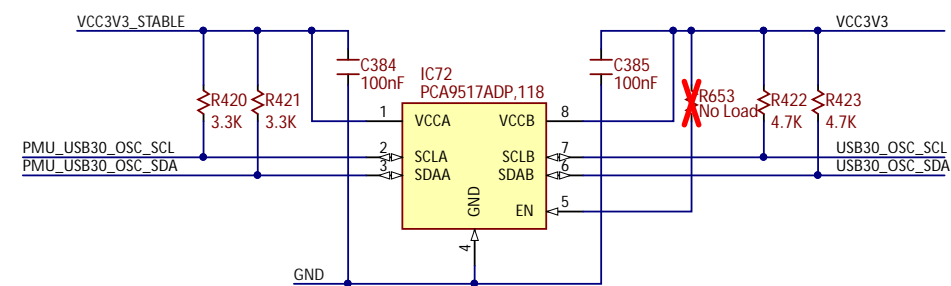 VCC3V3_STABLE
VCC3V3
C384
100nF
C385
100nF
IC72
PCA9517ADP,118
R420
3.3K
R421
3.3K
R653
No Load
R422
4.7K
R423
4.7K
1
VCCA
VCCB
8
PMU_USB30_OSC_SCL
2
SCLA
SCLB
7
USB30_OSC_SCL
PMU_USB30_OSC_SDA
3
SDAA
SDAB
6
USB30_OSC_SDA
GND
EN
5
4
GND